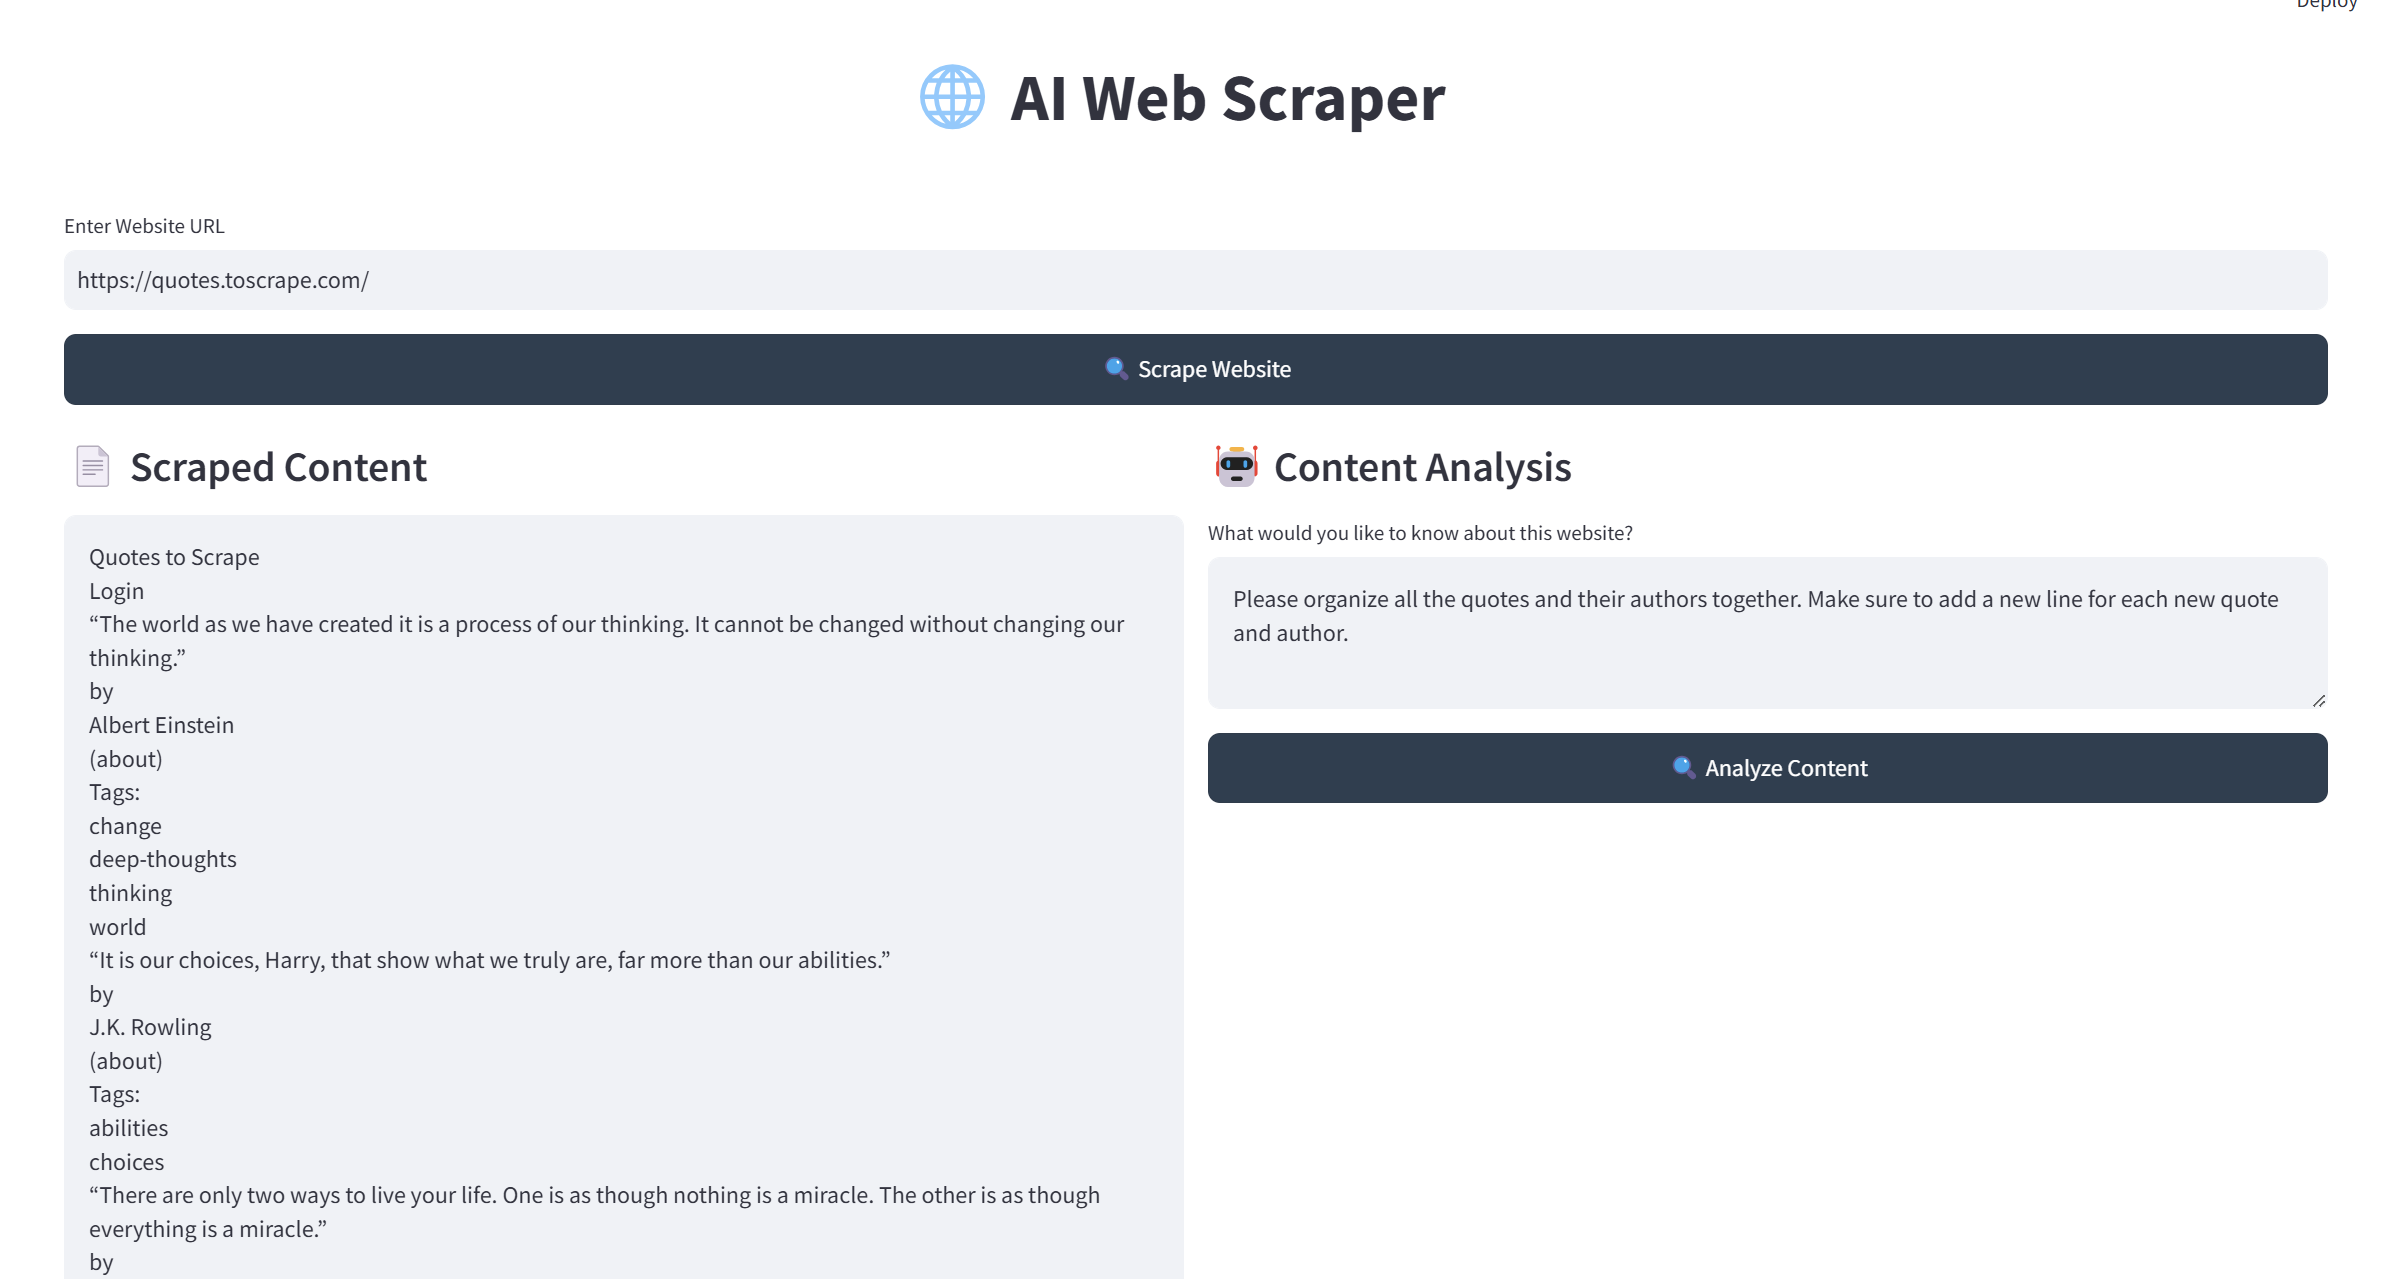 Deploy
AI Web Scraper
Enter Website URL
https://quotes.toscrape.com/
Scrape Website
Scraped Content
Quotes to Scrape
Login
“The world as we have created it is a process of our thinking. It cannot be changed without changing our
thinking.”
by
Albert Einstein
(about)
Tags:
change
deep-thoughts
thinking
world
“It is our choices, Harry, that show what we truly are, far more than our abilities.”
by
J.K. Rowling
(about)
Tags:
abilities
choices
“There are only two ways to live your life. One is as though nothing is a miracle. The other is as though
everything is a miracle.”
by
Content Analysis
What would you like to know about this website?
Please organize all the quotes and their authors together. Make sure to add a new line for each new quote
and author.
Analyze Content